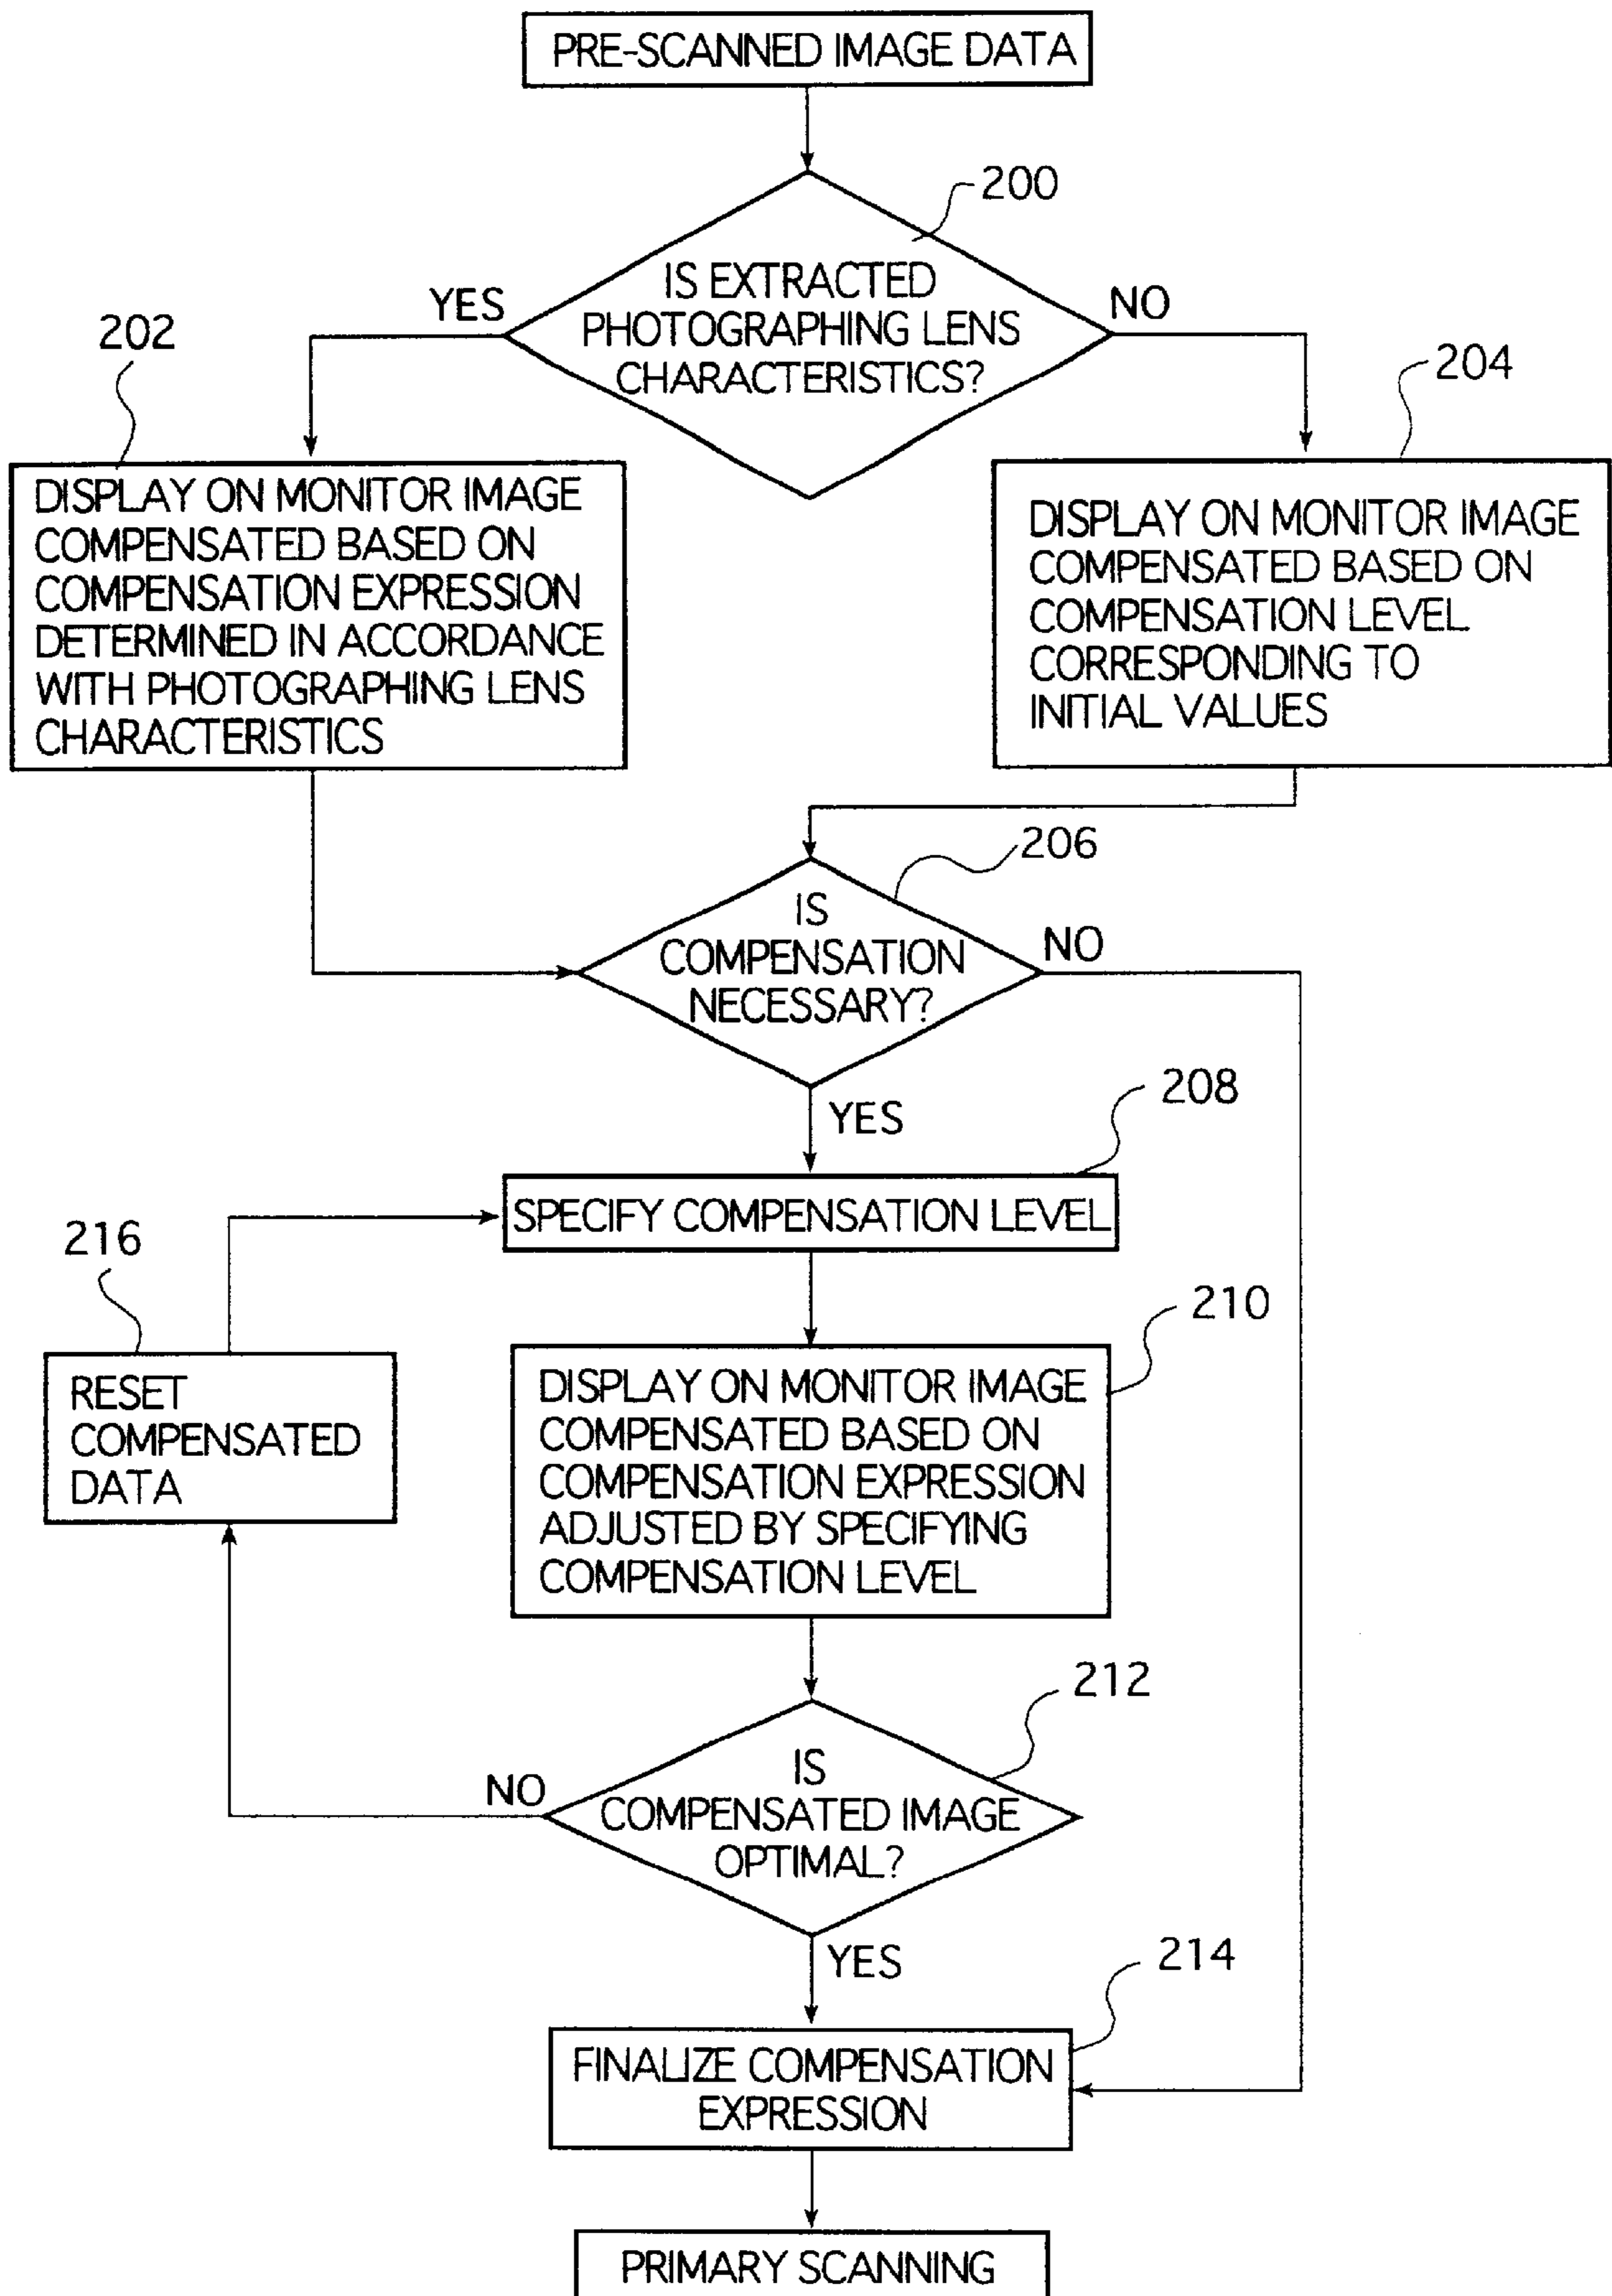 PRE-SCANNED IMAGE DATA
200
IS EXTRACTED
PHOTOGRAPHING LENS
CHARACTERISTICS?
YES
NO
202
204
DISPLAY ON MONITOR IMAGE
COMPENSATED BASED ON
COMPENSATION EXPRESSION
DETERMINED IN ACCORDANCE
WITH PHOTOGRAPHING LENS
CHARACTERISTICS
DISPLAY ON MONITOR IMAGE
COMPENSATED BASED ON
COMPENSATION LEVEL
CORRESPONDING TO
INITIAL VALUES
206
IS
COMPENSATION
NECESSARY?
NO
YES
208
SPECIFY COMPENSATION LEVEL
216
RESET
COMPENSATED
DATA
210
DISPLAY ON MONITOR IMAGE
COMPENSATED BASED ON
COMPENSATION EXPRESSION
ADJUSTED BY SPECIFYING
COMPENSATION LEVEL
212
IS
COMPENSATED IMAGE
OPTIMAL?
NO
YES
214
FINALIZE COMPENSATION
EXPRESSION
PRIMARY SCANNING